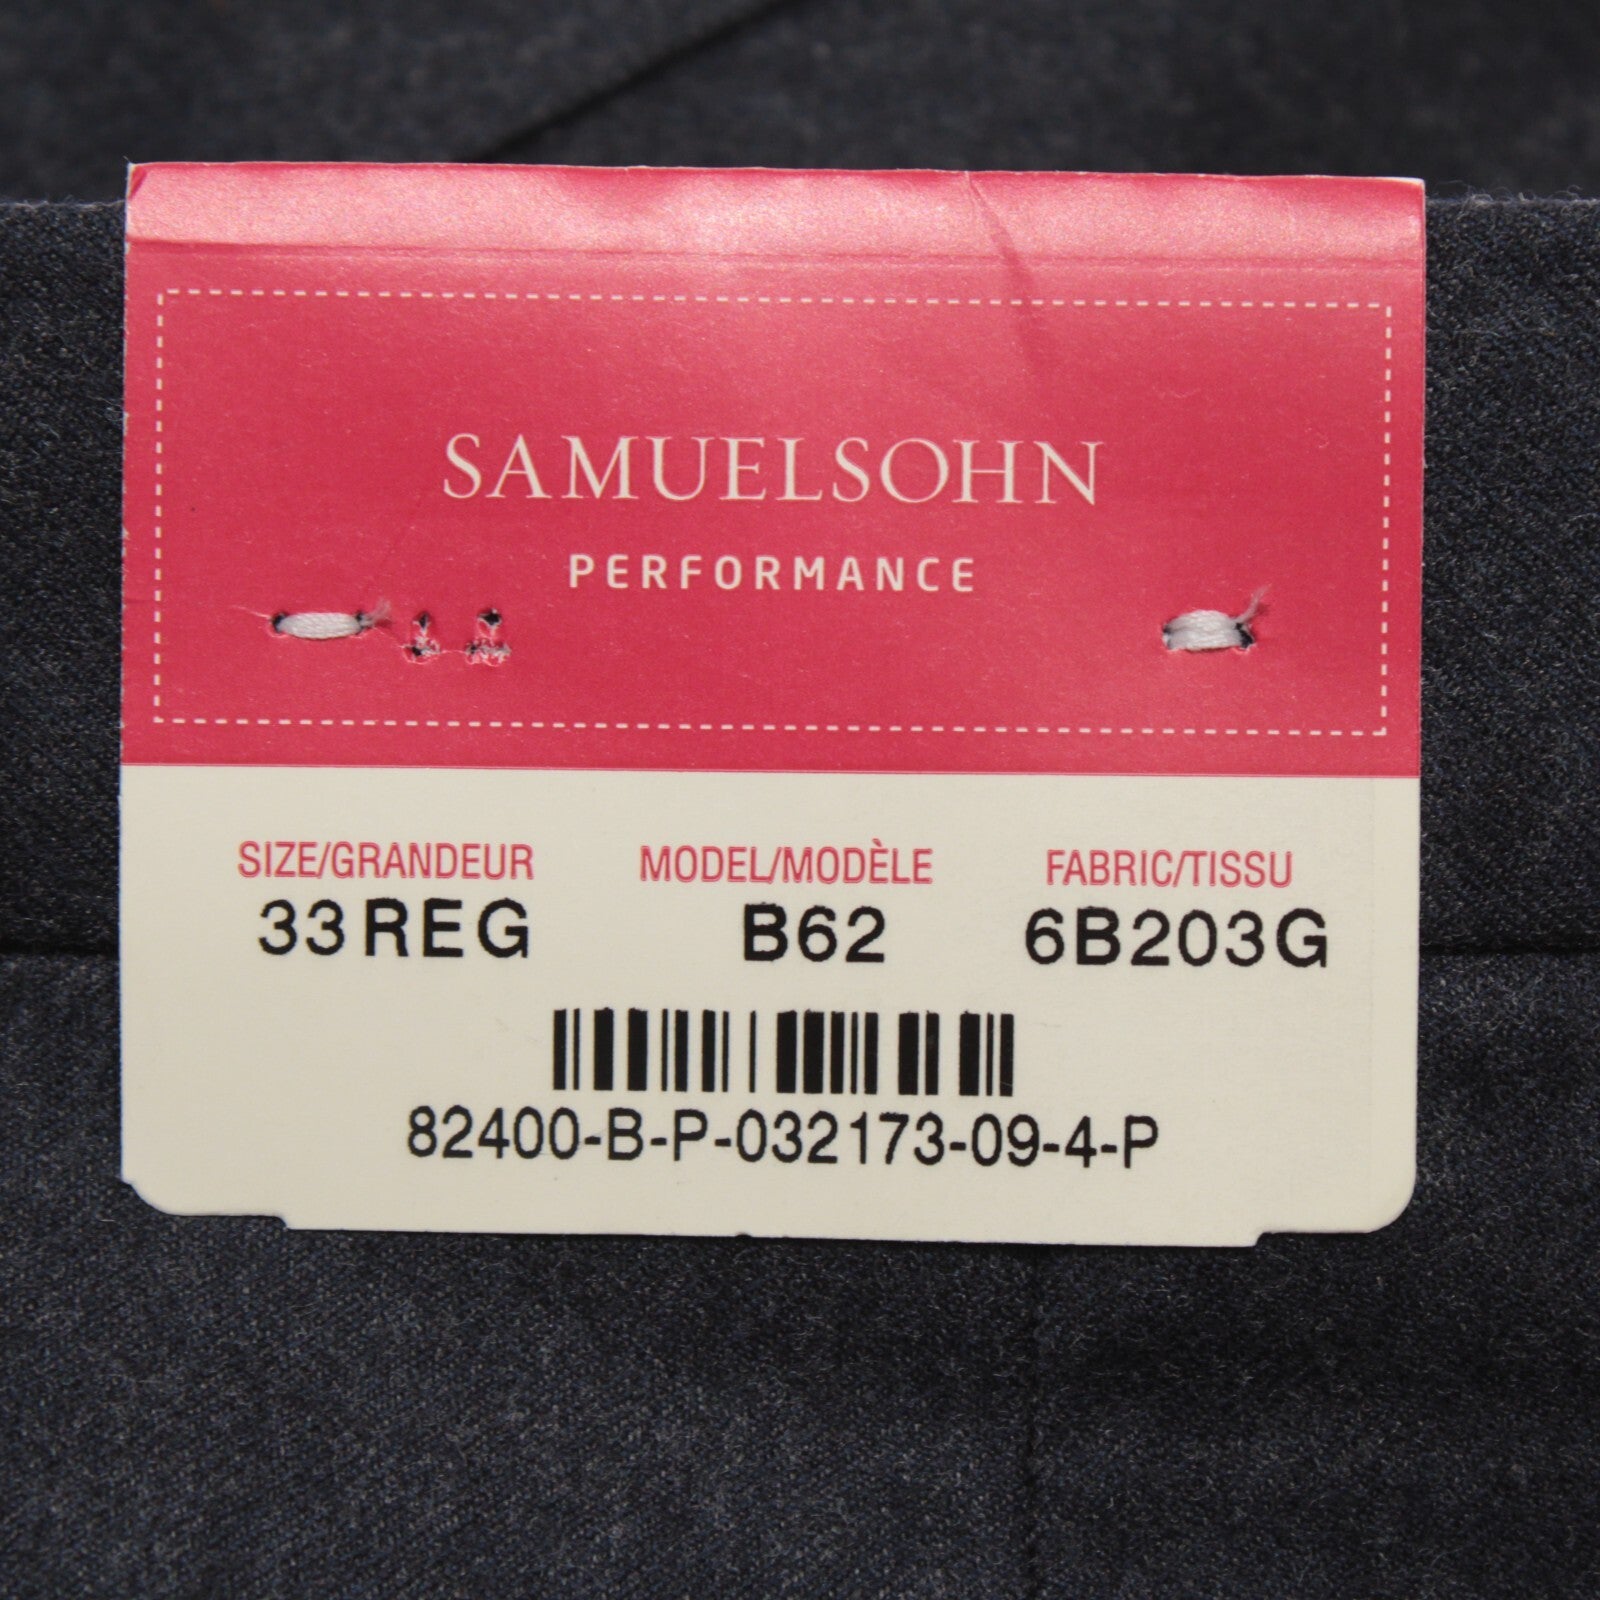 SAMUELSOHN
PERFORMANCE
SIZE/GRANDEUR MODEL/MODÈLE FABRIC/TISSU
33REG B62 6B203G
82400-B-P-032173-09-4-P